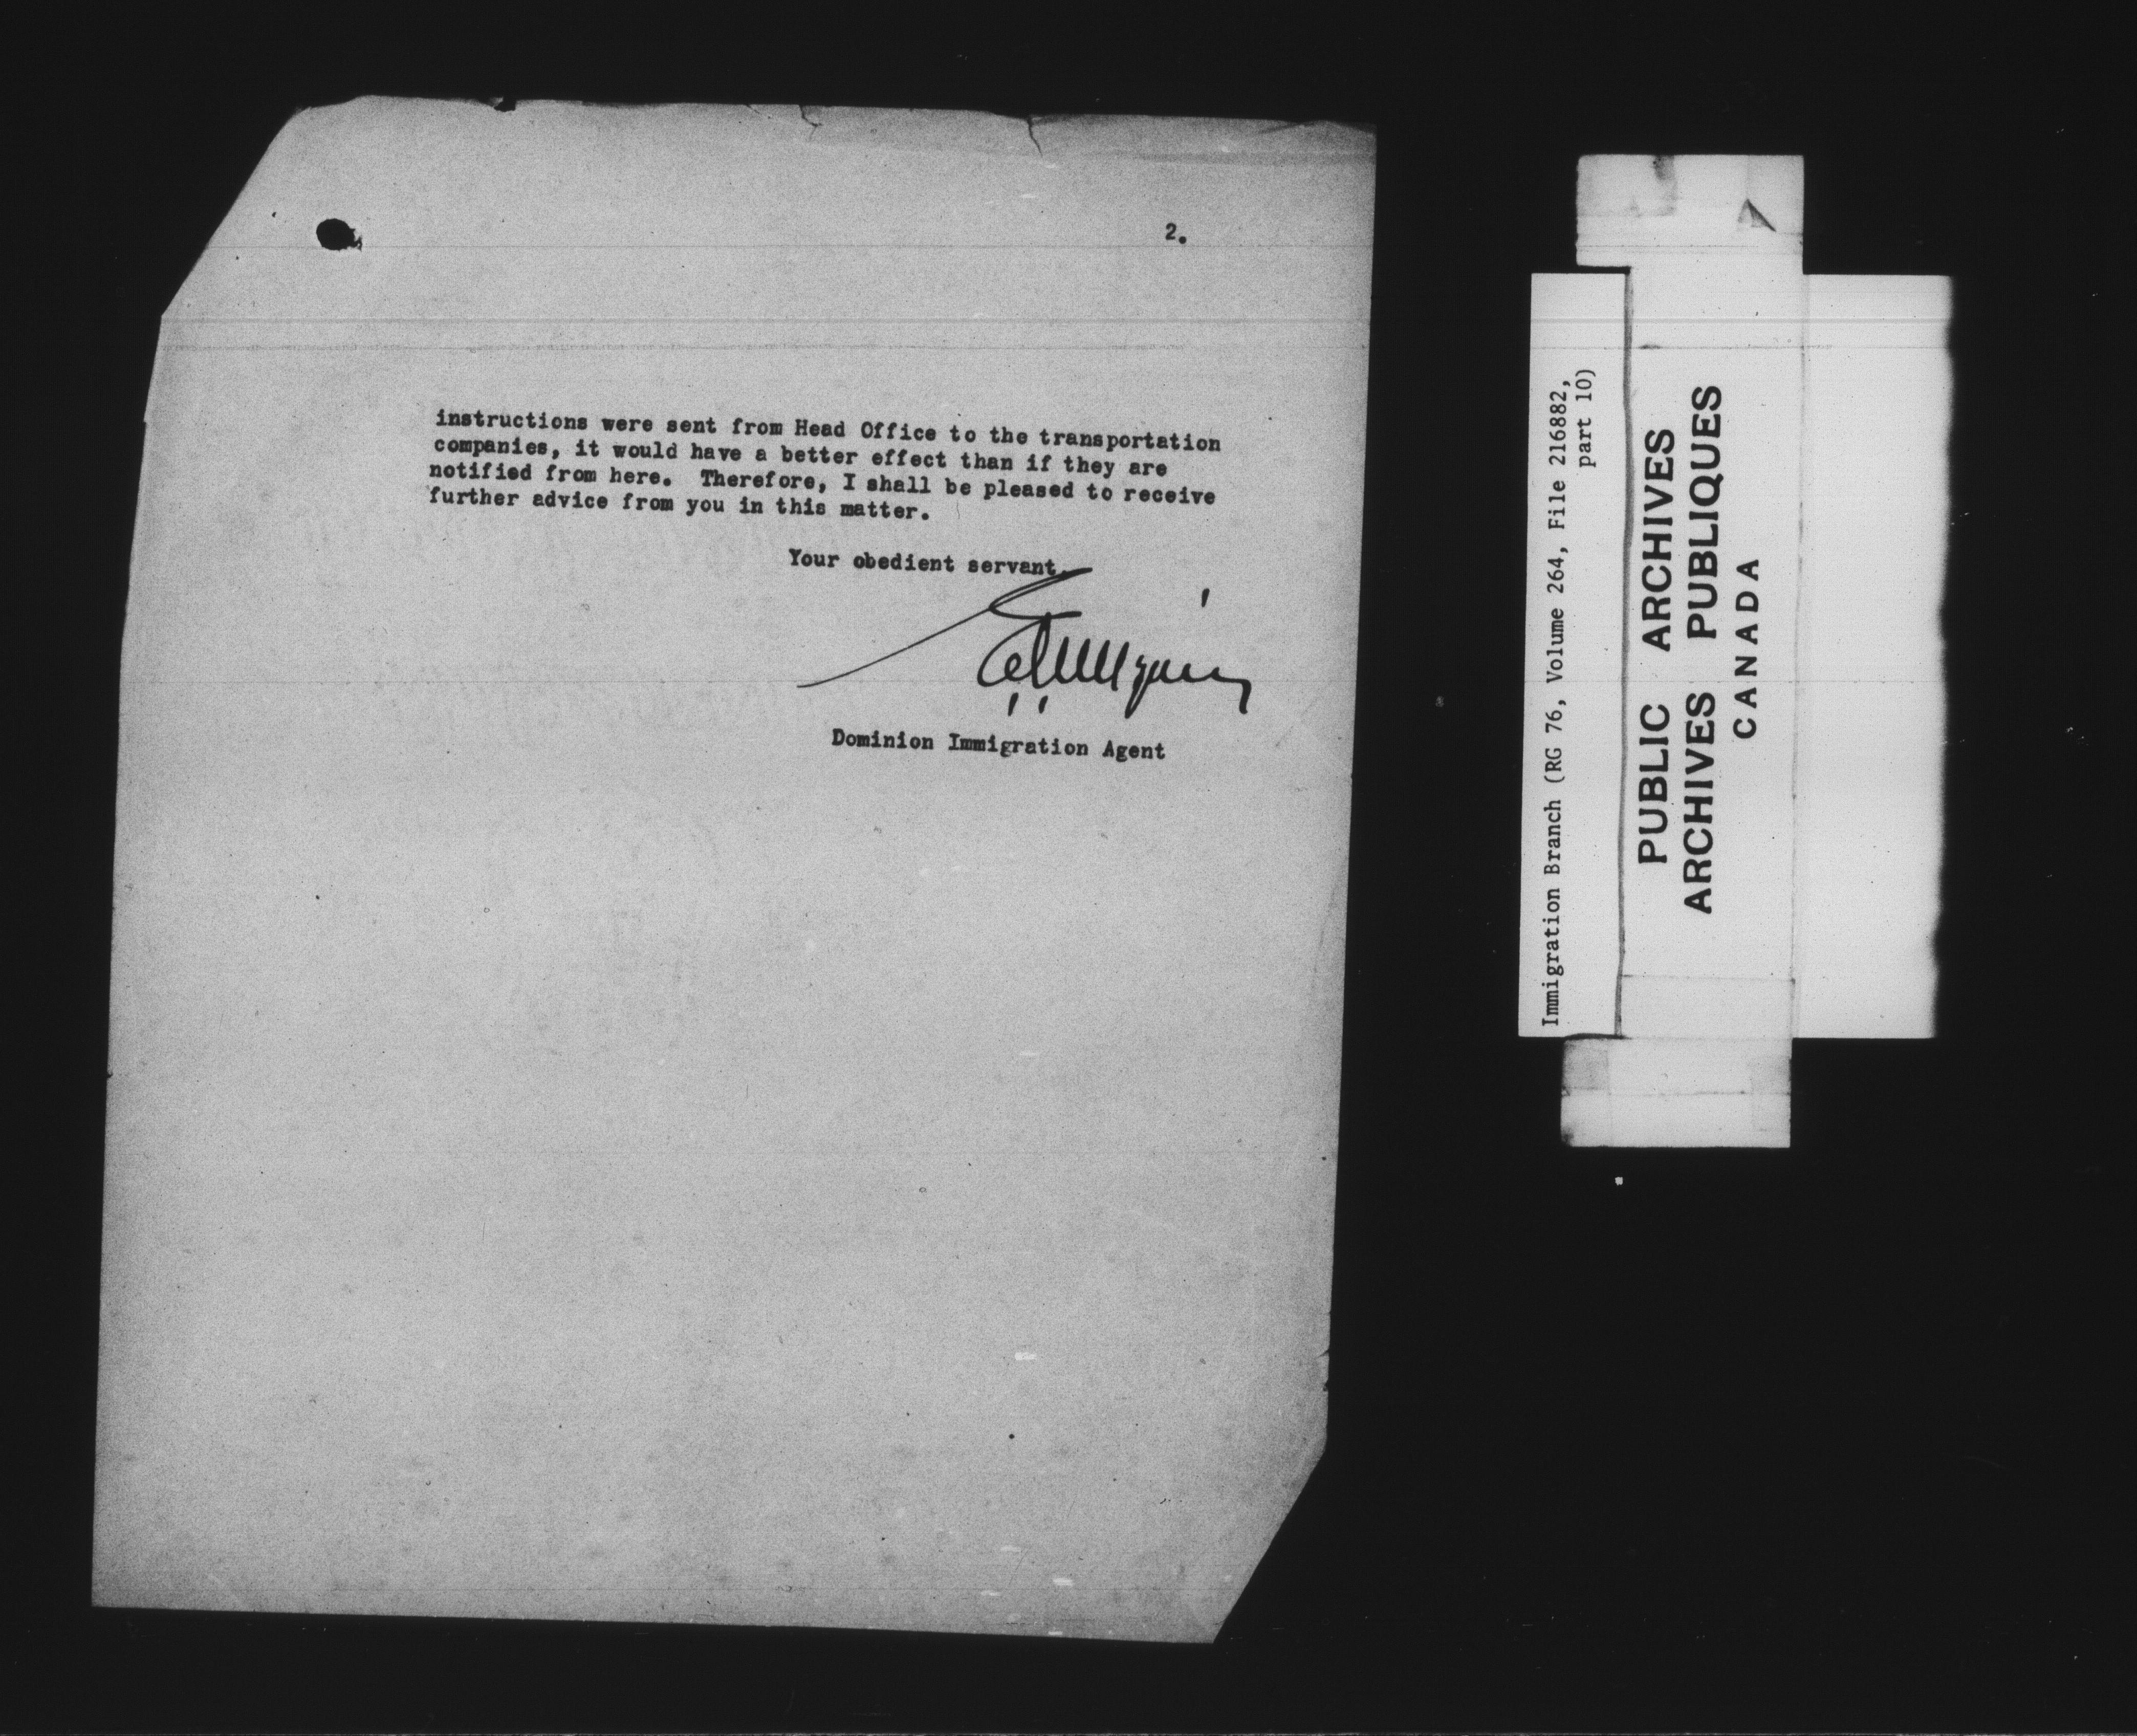 2.
instructions were sent from Head Office to the transportation
companies, it would have a better effect than if they are
notified from here. Therefore, I shall be pleased to receive
further advice from you in this matter.
Your obedient servant,
Dominion Immigration Agent
Immigration Branch (RG 76, Volume 264, File 216882,
part 10)
PUBLIC ARCHIVES
ARCHIVES PUBLIQUES
CANADA